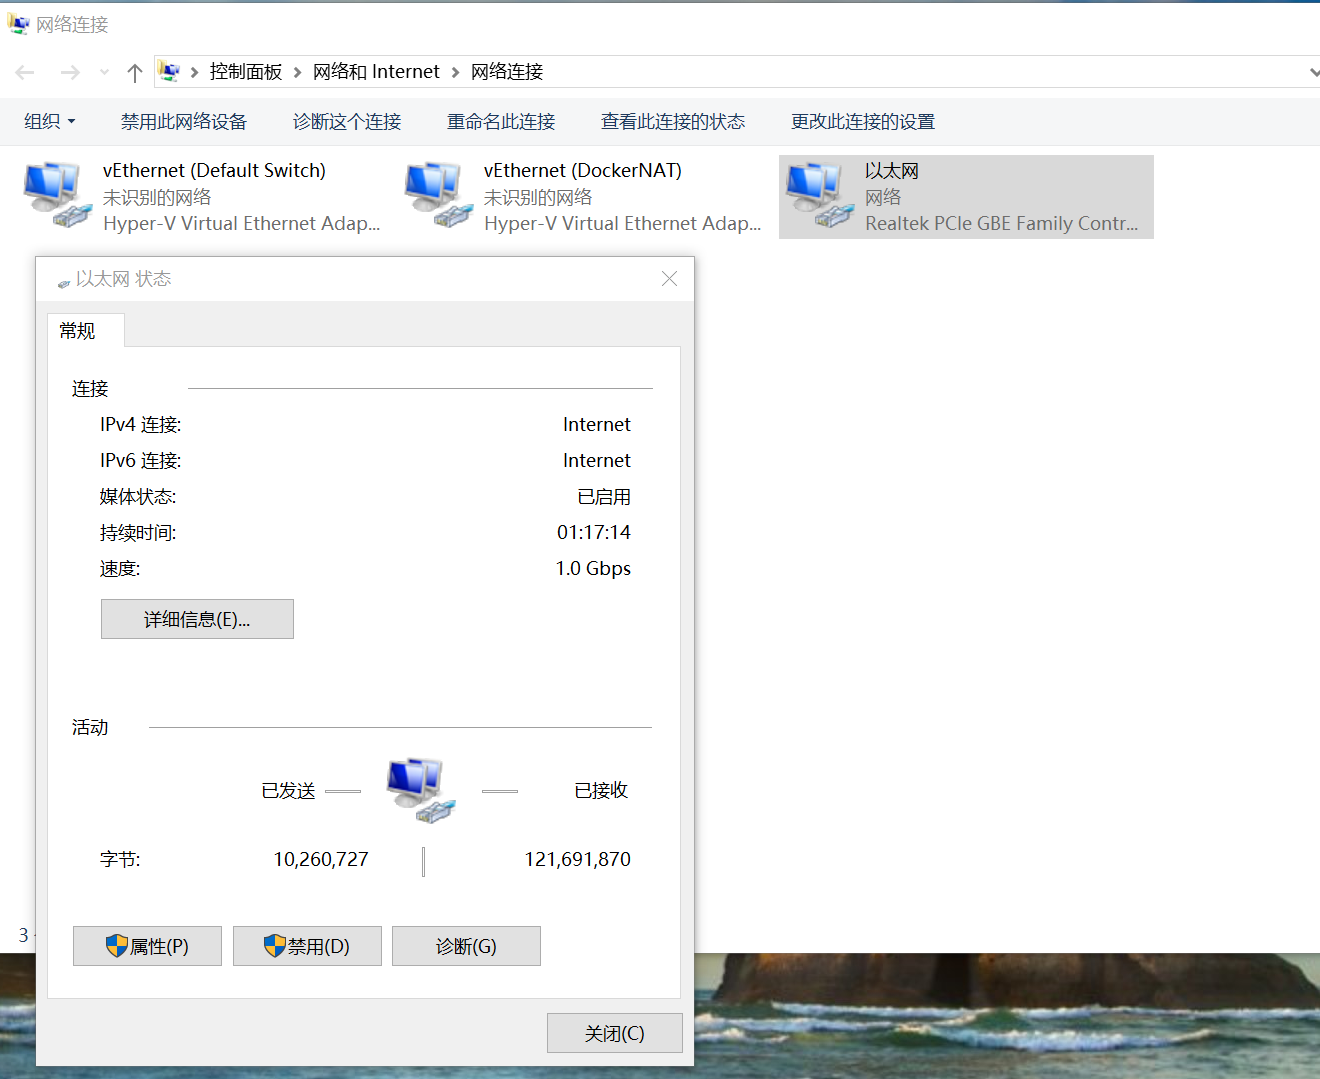 网络连接
控制面板 网络和 Internet 网络连接
组织 禁用此网络设备 诊断这个连接 重命名此连接 查看此连接的状态 更改此连接的设置
vEthernet (Default Switch)
未识别的网络
Hyper-V Virtual Ethernet Adap...
vEthernet (DockerNAT)
未识别的网络
Hyper-V Virtual Ethernet Adap...
以太网
网络
Realtek PCIe GBE Family Contr...
以太网 状态
常规
连接
IPv4 连接: Internet
IPv6 连接: Internet
媒体状态: 已启用
持续时间: 01:17:14
速度: 1.0 Gbps
详细信息(E)...
活动
已发送 已接收
字节: 10,260,727 121,691,870
3
属性(P) 禁用(D) 诊断(G)
关闭(C)